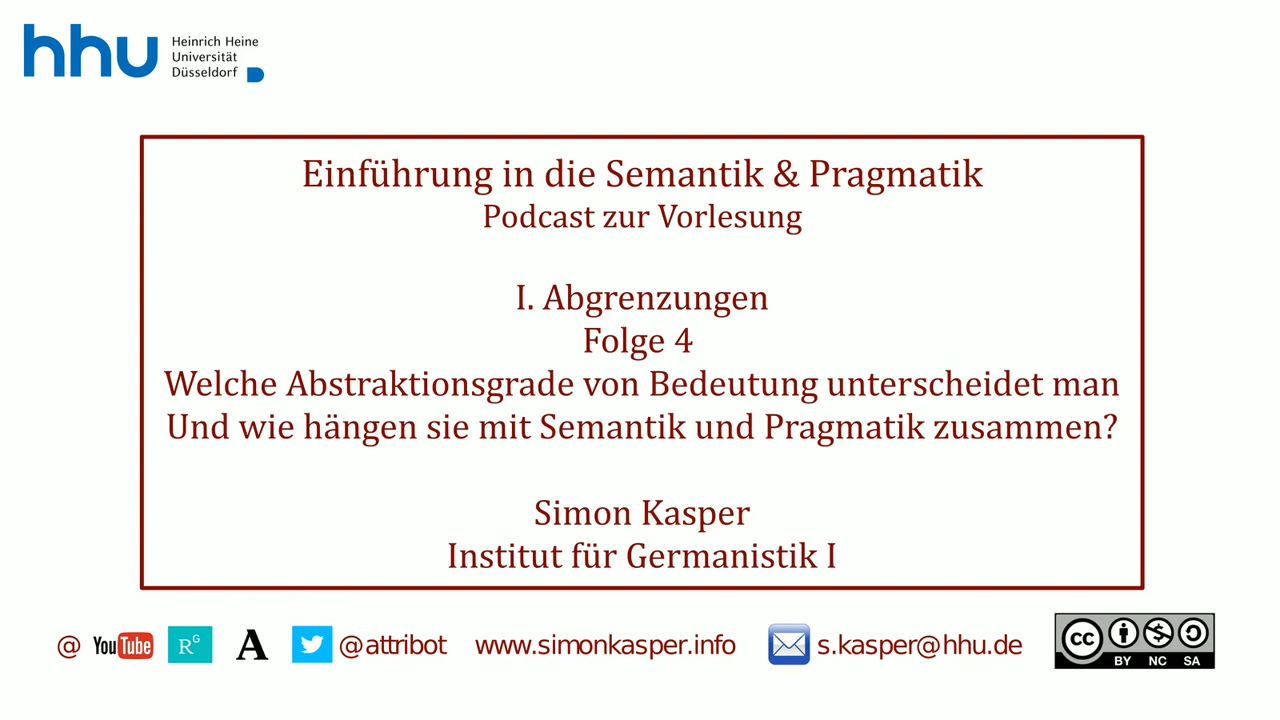 hhu Heinrich Heine
Universität
Düsseldorf
Einführung in die Semantik & Pragmatik
Podcast zur Vorlesung
I. Abgrenzungen
Folge 4
Welche Abstraktionsgrade von Bedeutung unterscheidet man
Und wie hängen sie mit Semantik und Pragmatik zusammen?
Simon Kasper
Institut für Germanistik I
@ YouTube RG A @attribot www.simonkasper.info s.kasper@hhu.de cc
BY NC SA